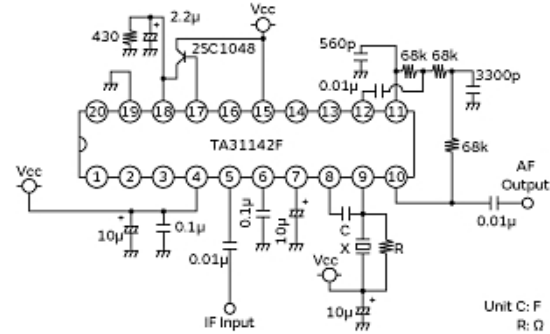 Vcc
2.2μ
+
430
2SC1048
560p
68k 68k
0.01μ
3300p
20 19 18 17 16 15 14 13 12 11
TA31142F
68k
1 2 3 4 5 6 7 8 9 10
Vcc
AF
Output
+
10μ
0.1μ
0.01μ
0.1μ
+
10μ
C
X
R
0.01μ
Vcc
+
10μ
IF Input
Unit C: F
R: Ω